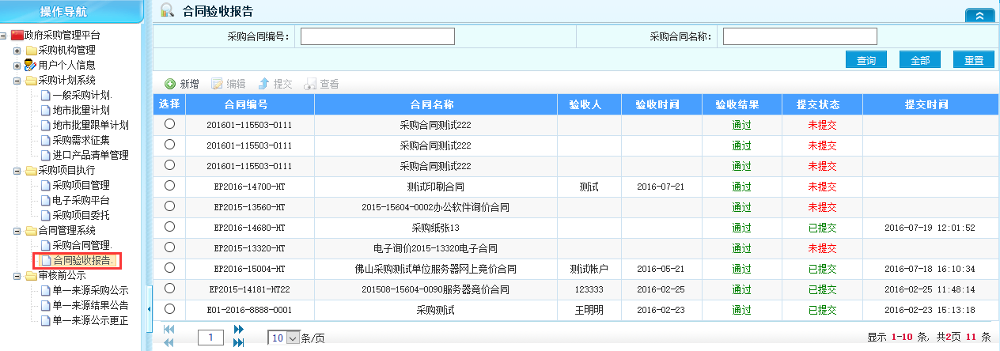 操作导航
政府采购管理平台
采购机构管理
用户个人信息
采购计划系统
一般采购计划.
地市批量计划
地市批量跟单计划
采购需求征集
进口产品清单管理
采购项目执行
采购项目管理
电子采购平台
采购项目委托
合同管理系统
采购合同管理.
合同验收报告.
审核前公示
单一来源采购公示
单一来源结果公告
单一来源公示更正
合同验收报告
采购合同编号： 采购合同名称：
查询 全部 重置
新增 编辑 提交 查看
选择 合同编号 合同名称 验收人 验收时间 验收结果 提交状态 提交时间
201601-115503-0111 采购合同测试222 通过 未提交
201601-115503-0111 采购合同测试222 通过 未提交
201601-115503-0111 采购合同测试222 通过 未提交
EP2016-14700-HT 测试印刷合同 测试 2016-07-21 通过 未提交
EP2015-13560-HT 2015-15604-0002办公软件询价合同 通过 未提交
EP2016-14680-HT 采购纸张13 通过 已提交 2016-07-19 12:01:52
EP2015-13320-HT 电子询价2015-13320电子合同 通过 未提交
EP2016-15004-HT 佛山采购测试单位服务器网上竞价合同 测试帐户 2016-05-21 通过 已提交 2016-07-18 16:10:34
EP2015-14181-HT22 201508-15604-0090服务器竞价合同 123333 2016-02-25 通过 已提交 2016-02-25 11:48:14
E01-2016-8888-0001 采购测试 王明明 2016-02-23 通过 已提交 2016-02-23 15:13:18
1 10 条/页 显示 1-10 条, 共2页 11 条